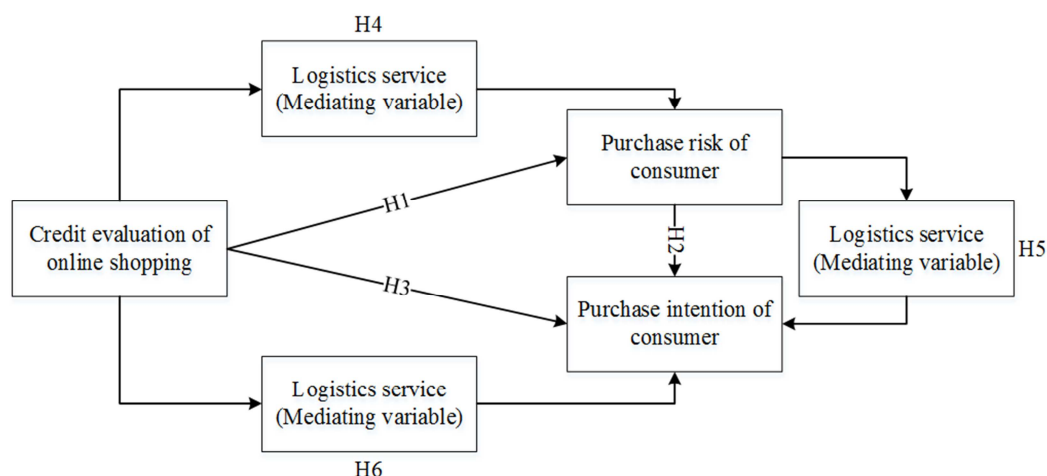 H4
Logistics service
(Mediating variable)
Purchase risk of
consumer
H1
Credit evaluation of
online shopping
H2
Logistics service
(Mediating variable)
H5
H3
Purchase intention of
consumer
Logistics service
(Mediating variable)
H6